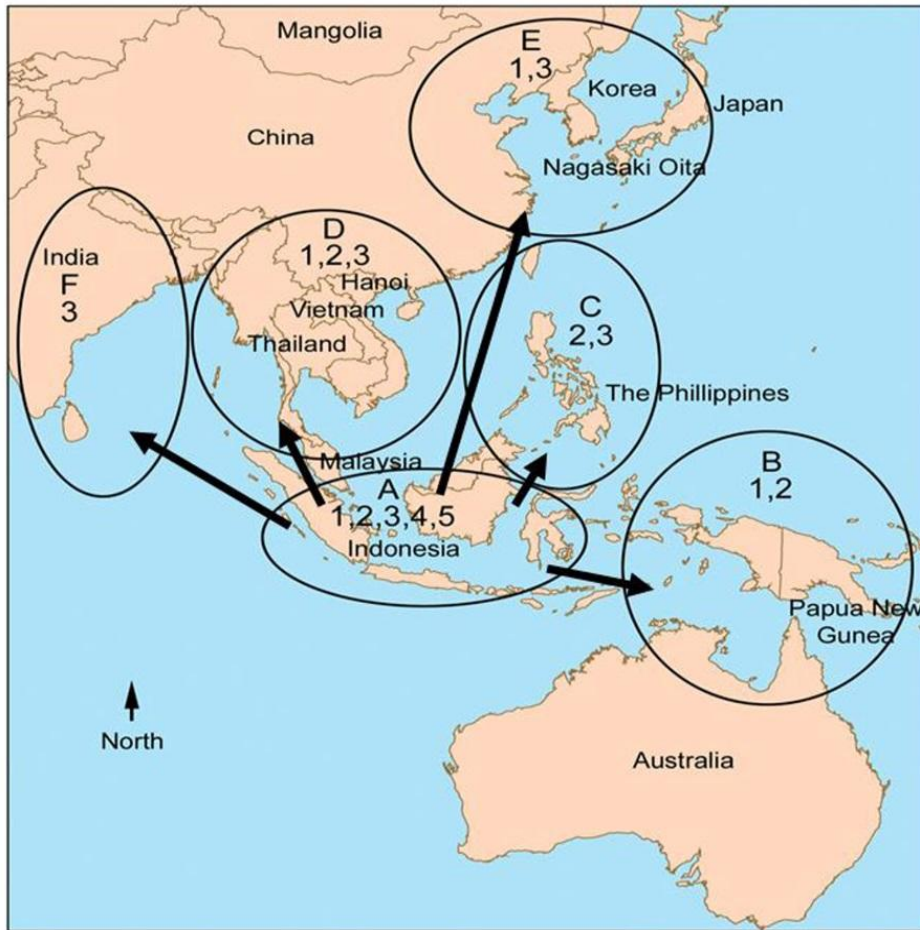 Mangolia
E
1,3
Korea
Japan
China
Nagasaki Oita
India
F
3
D
1,2,3
Hanoi
Vietnam
Thailand
C
2,3
The Phillippines
Malaysia
A
1,2,3,4,5
Indonesia
B
1,2
Papua New
Gunea
North
Australia